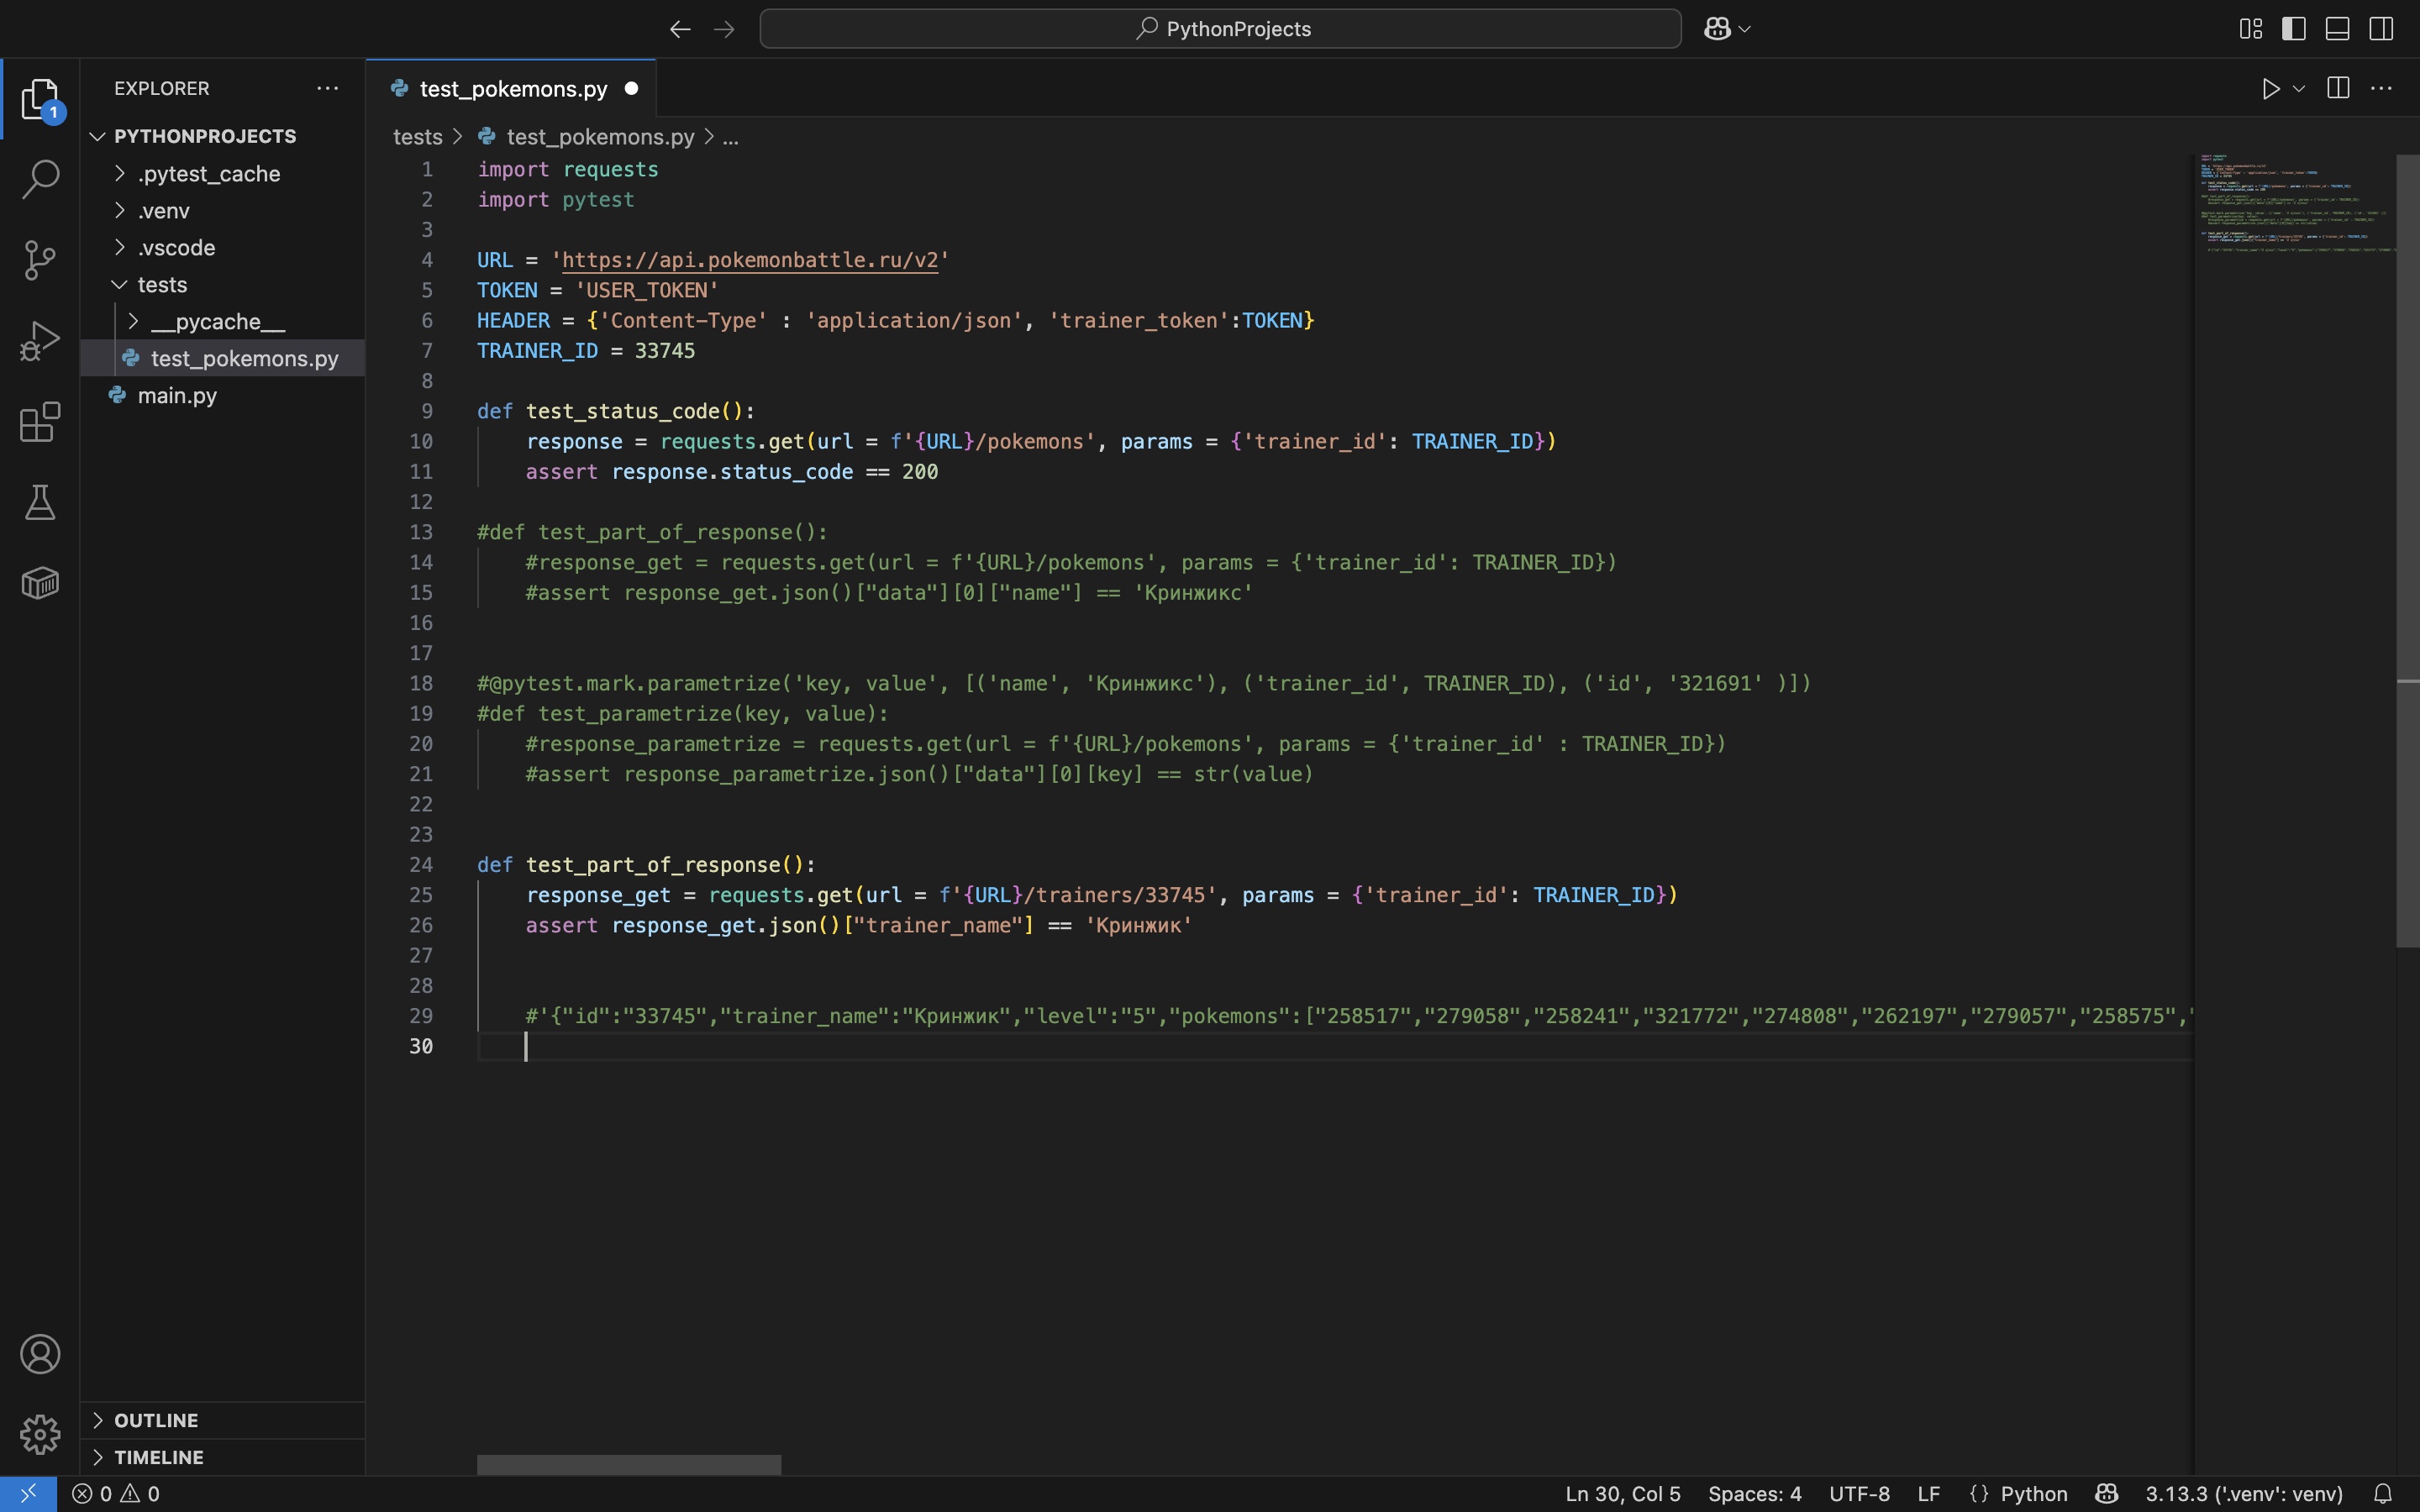 PythonProjects
EXPLORER
test_pokemons.py
1
PYTHONPROJECTS
.pytest_cache
.venv
.vscode
tests
__pycache__
test_pokemons.py
main.py
OUTLINE
TIMELINE
tests > test_pokemons.py > ...
1 import requests
2 import pytest
3
4 URL = 'https://api.pokemonbattle.ru/v2'
5 TOKEN = 'USER_TOKEN'
6 HEADER = {'Content-Type' : 'application/json', 'trainer_token':TOKEN}
7 TRAINER_ID = 33745
8
9 def test_status_code():
10 response = requests.get(url = f'{URL}/pokemons', params = {'trainer_id': TRAINER_ID})
11 assert response.status_code == 200
12
13 #def test_part_of_response():
14 #response_get = requests.get(url = f'{URL}/pokemons', params = {'trainer_id': TRAINER_ID})
15 #assert response_get.json()["data"][0]["name"] == 'Кринжикс'
16
17
18 #@pytest.mark.parametrize('key, value', [('name', 'Кринжикс'), ('trainer_id', TRAINER_ID), ('id', '321691' )])
19 #def test_parametrize(key, value):
20 #response_parametrize = requests.get(url = f'{URL}/pokemons', params = {'trainer_id' : TRAINER_ID})
21 #assert response_parametrize.json()["data"][0][key] == str(value)
22
23
24 def test_part_of_response():
25 response_get = requests.get(url = f'{URL}/trainers/33745', params = {'trainer_id': TRAINER_ID})
26 assert response_get.json()["trainer_name"] == 'Кринжик'
27
28
29 #'{"id":"33745","trainer_name":"Кринжик","level":"5","pokemons":["258517","279058","258241","321772","274808","262197","279057","258575","
30
0 0
Ln 30, Col 5 Spaces: 4 UTF-8 LF {} Python 3.13.3 ('.venv': venv)